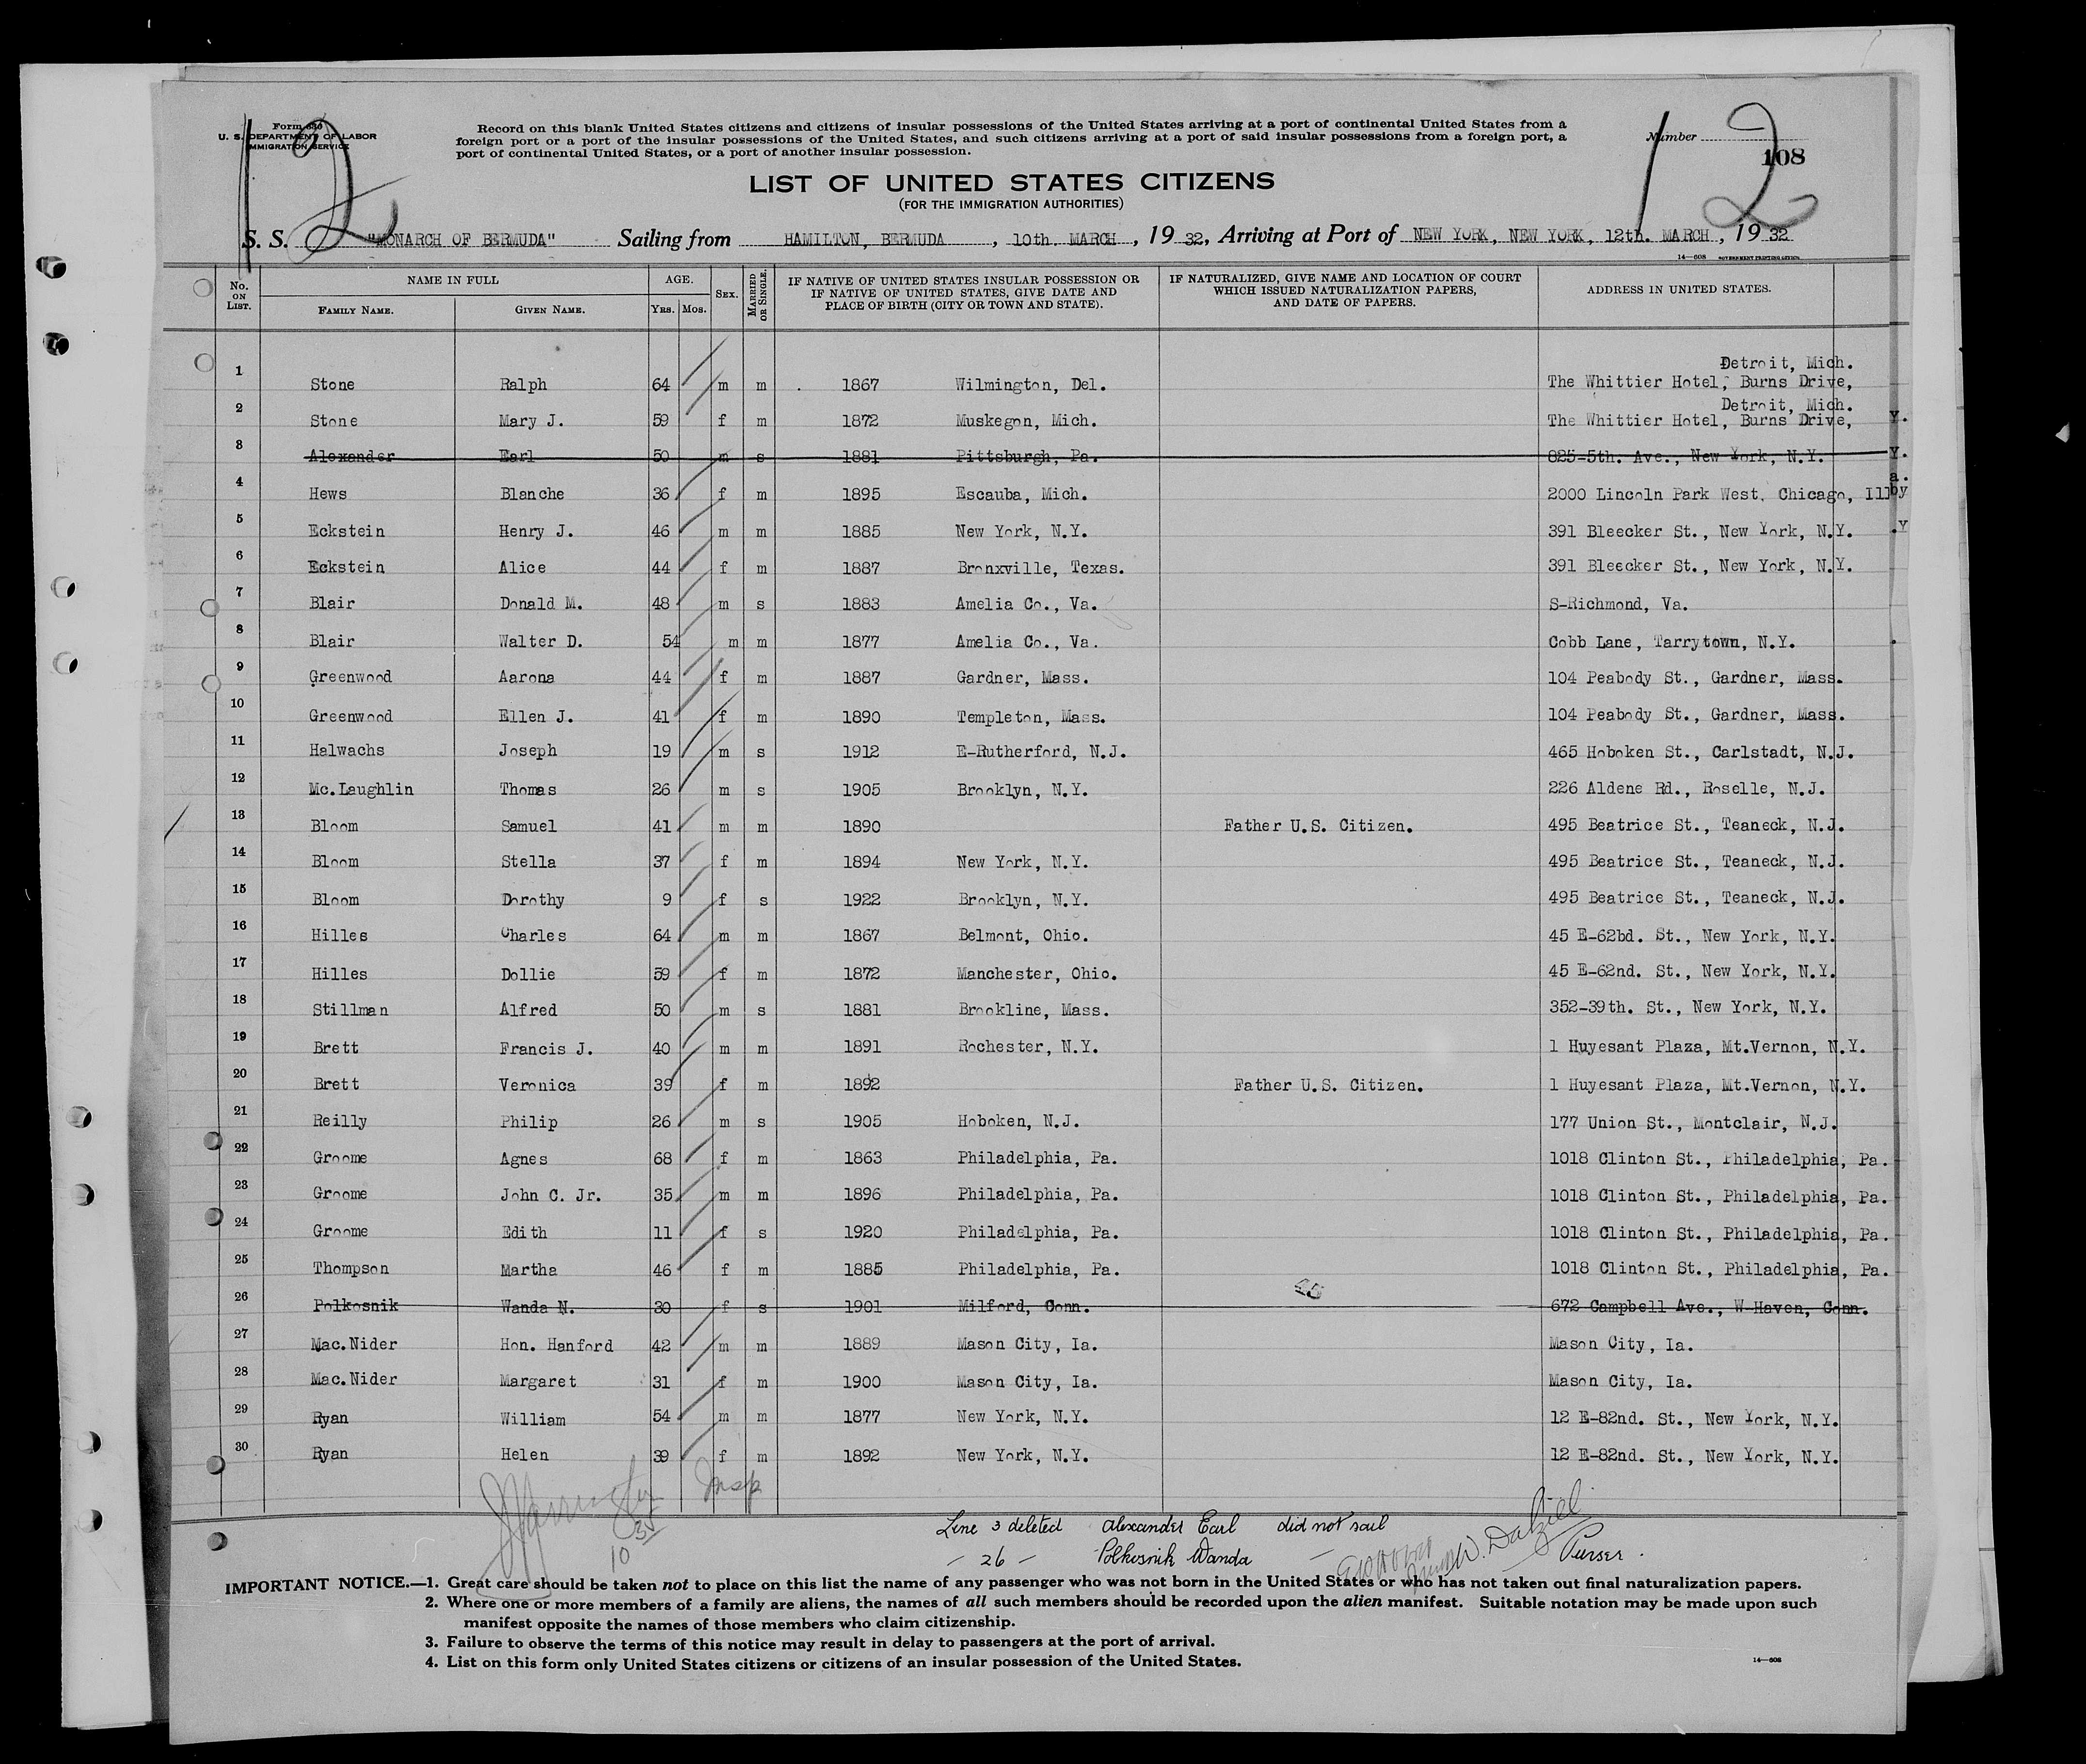 Form 630
U. S. DEPARTMENT OF LABOR
IMMIGRATION SERVICE
12
Record on this blank United States citizens and citizens of insular possessions of the United States arriving at a port of continental United States from a
foreign port or a port of the insular possessions of the United States, and such citizens arriving at a port of said insular possessions from a foreign port, a
port of continental United States, or a port of another insular possession.
Number
12
108
LIST OF UNITED STATES CITIZENS
(FOR THE IMMIGRATION AUTHORITIES)
S. S. "MONARCH OF BERMUDA" Sailing from HAMILTON, BERMUDA, 10th. MARCH, 1932, Arriving at Port of NEW YORK, NEW YORK, 12th. MARCH, 1932
14—608 GOVERNMENT PRINTING OFFICE
No. ON LIST. NAME IN FULL AGE. SEX. MARRIED OR SINGLE. IF NATIVE OF UNITED STATES INSULAR POSSESSION OR IF NATIVE OF UNITED STATES, GIVE DATE AND PLACE OF BIRTH (CITY OR TOWN AND STATE). IF NATURALIZED, GIVE NAME AND LOCATION OF COURT WHICH ISSUED NATURALIZATION PAPERS, AND DATE OF PAPERS. ADDRESS IN UNITED STATES.
FAMILY NAME. GIVEN NAME. YRS. MOS.
Detroit, Mich.
1 Stone Ralph 64 m m 1867 Wilmington, Del. The Whittier Hotel, Burns Drive,
Detroit, Mich.
2 Stone Mary J. 59 f m 1872 Muskegon, Mich. The Whittier Hotel, Burns Drive, Y.
3 Alexander Earl 50 m s 1881 Pittsburgh, Pa. 825-5th. Ave., New York, N.Y. Y.
a.
4 Hews Blanche 36 f m 1895 Escauba, Mich. 2000 Lincoln Park West, Chicago, Ill by
5 Eckstein Henry J. 46 m m 1885 New York, N.Y. 391 Bleecker St., New York, N.Y. .Y
6 Eckstein Alice 44 f m 1887 Bronxville, Texas. 391 Bleecker St., New York, N.Y.
7 Blair Donald M. 48 m s 1883 Amelia Co., Va. S-Richmond, Va.
8 Blair Walter D. 54 m m 1877 Amelia Co., Va. Cobb Lane, Tarrytown, N.Y.
9 Greenwood Aarona 44 f m 1887 Gardner, Mass. 104 Peabody St., Gardner, Mass.
10 Greenwood Ellen J. 41 f m 1890 Templeton, Mass. 104 Peabody St., Gardner, Mass.
11 Halwachs Joseph 19 m s 1912 E-Rutherford, N.J. 465 Hoboken St., Carlstadt, N.J.
12 Mc.Laughlin Thomas 26 m s 1905 Brooklyn, N.Y. 226 Aldene Rd., Roselle, N.J.
13 Bloom Samuel 41 m m 1890 Father U.S. Citizen. 495 Beatrice St., Teaneck, N.J.
14 Bloom Stella 37 f m 1894 New York, N.Y. 495 Beatrice St., Teaneck, N.J.
15 Bloom Dorothy 9 f s 1922 Brooklyn, N.Y. 495 Beatrice St., Teaneck, N.J.
16 Hilles Charles 64 m m 1867 Belmont, Ohio. 45 E-62bd. St., New York, N.Y.
17 Hilles Dollie 59 f m 1872 Manchester, Ohio. 45 E-62nd. St., New York, N.Y.
18 Stillman Alfred 50 m s 1881 Brookline, Mass. 352-39th. St., New York, N.Y.
19 Brett Francis J. 40 m m 1891 Rochester, N.Y. 1 Huyesant Plaza, Mt.Vernon, N.Y.
20 Brett Veronica 39 f m 1892 Father U.S. Citizen. 1 Huyesant Plaza, Mt.Vernon, N.Y.
21 Reilly Philip 26 m s 1905 Hoboken, N.J. 177 Union St., Montclair, N.J.
22 Groome Agnes 68 f m 1863 Philadelphia, Pa. 1018 Clinton St., Philadelphia, Pa.
23 Groome John C. Jr. 35 m m 1896 Philadelphia, Pa. 1018 Clinton St., Philadelphia, Pa.
24 Groome Edith 11 f s 1920 Philadelphia, Pa. 1018 Clinton St., Philadelphia, Pa.
25 Thompson Martha 46 f m 1885 Philadelphia, Pa. 1018 Clinton St., Philadelphia, Pa.
26 Polkosnik Wanda N. 30 f s 1901 Milford, Conn. 672 Campbell Ave., W-Haven, Conn.
27 Mac.Nider Hon. Hanford 42 m m 1889 Mason City, Ia. Mason City, Ia.
28 Mac.Nider Margaret 31 f m 1900 Mason City, Ia. Mason City, Ia.
29 Ryan William 54 m m 1877 New York, N.Y. 12 E-82nd. St., New York, N.Y.
30 Ryan Helen 39 f m 1892 New York, N.Y. 12 E-82nd. St., New York, N.Y.
Insp
Line 3 deleted Alexander Earl did not sail
— 26 — Polkosnik Wanda — W. Dalziel
Purser.
IMPORTANT NOTICE.—1. Great care should be taken not to place on this list the name of any passenger who was not born in the United States or who has not taken out final naturalization papers.
2. Where one or more members of a family are aliens, the names of all such members should be recorded upon the alien manifest. Suitable notation may be made upon such
manifest opposite the names of those members who claim citizenship.
3. Failure to observe the terms of this notice may result in delay to passengers at the port of arrival.
4. List on this form only United States citizens or citizens of an insular possession of the United States.
14—608